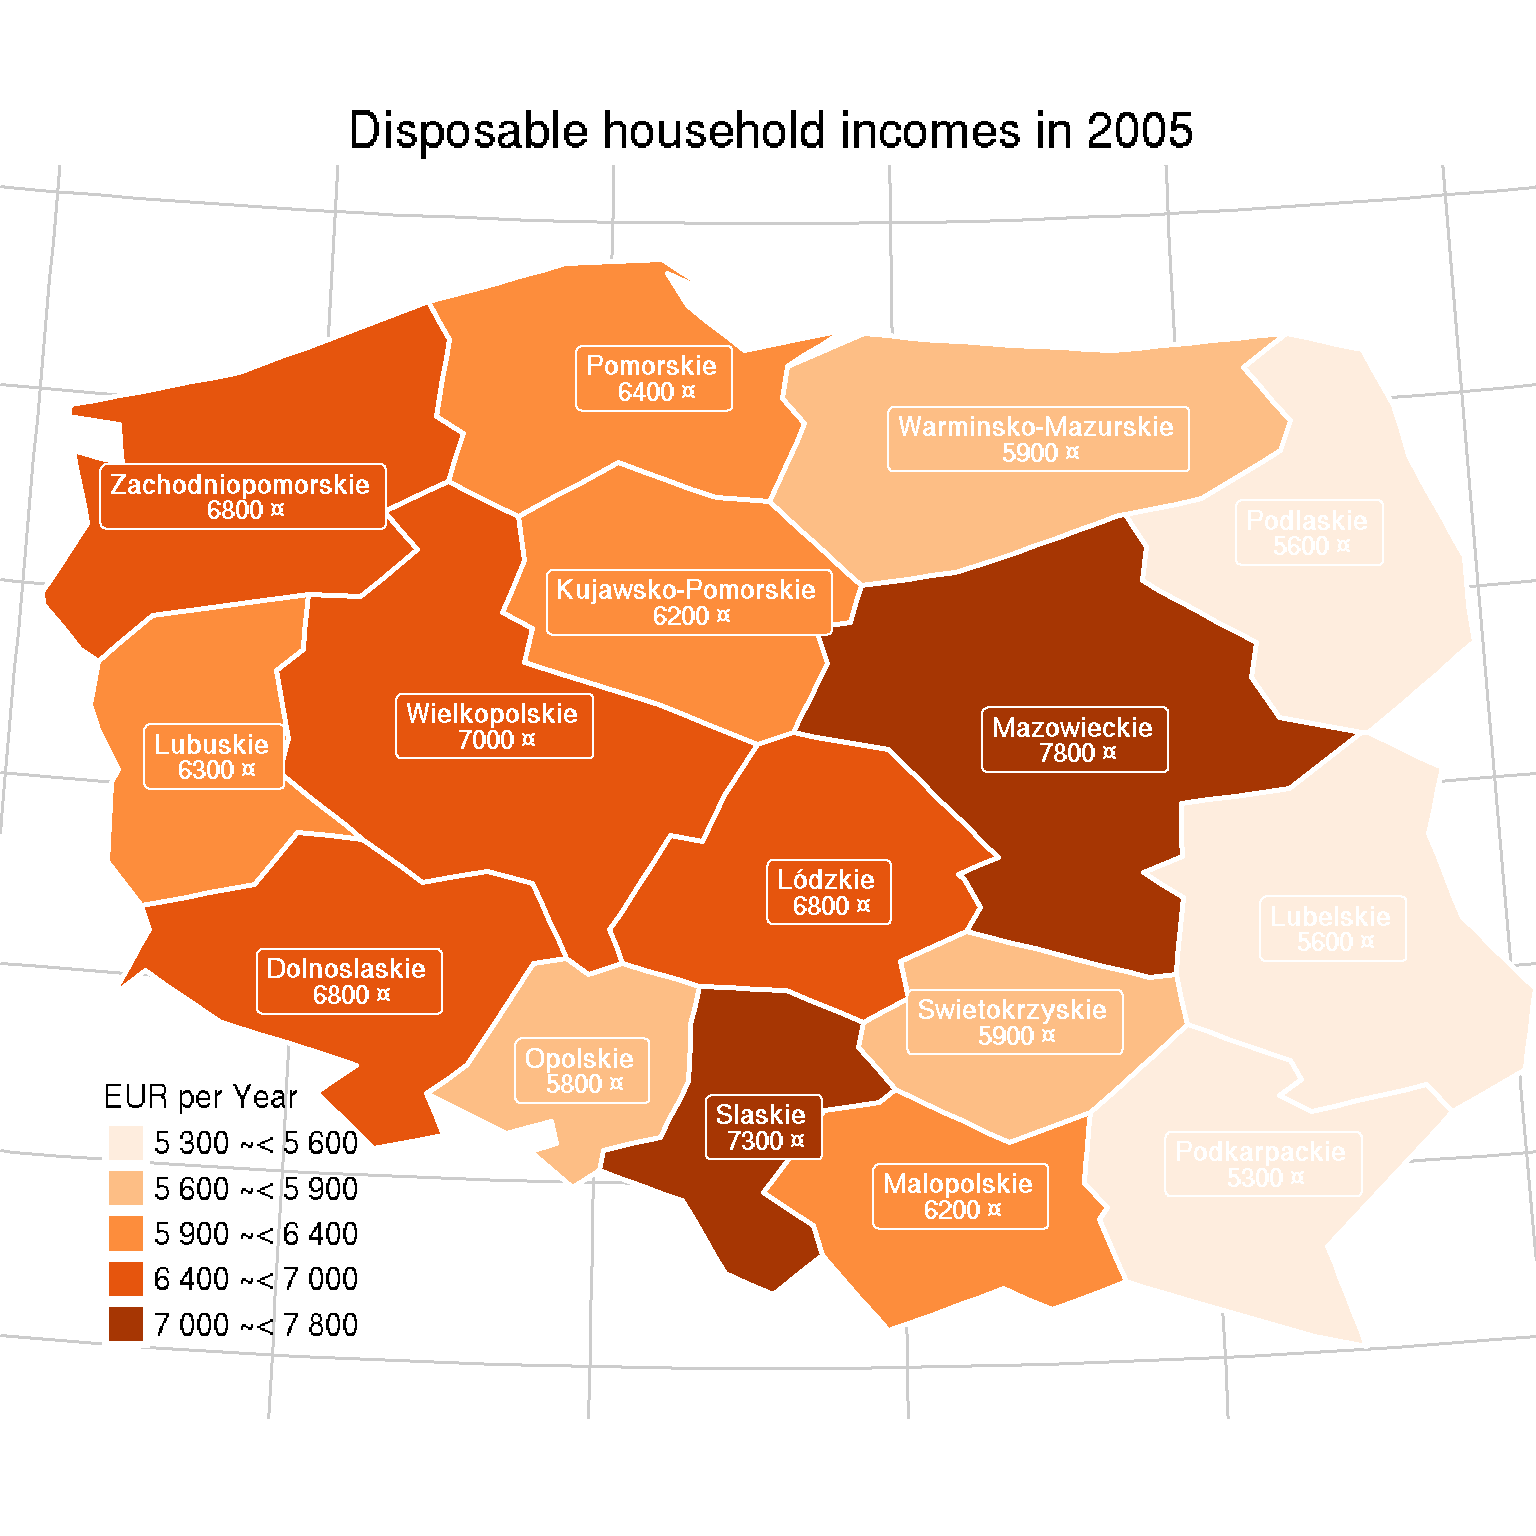 Disposable household incomes in 2005
Pomorskie
6400 ¤
Warminsko-Mazurskie
5900 ¤
Zachodniopomorskie
6800 ¤
Podlaskie
5600 ¤
Kujawsko-Pomorskie
6200 ¤
Wielkopolskie
7000 ¤
Mazowieckie
7800 ¤
Lubuskie
6300 ¤
Lódzkie
6800 ¤
Lubelskie
5600 ¤
Dolnoslaskie
6800 ¤
Swietokrzyskie
5900 ¤
Opolskie
5800 ¤
Slaskie
7300 ¤
Podkarpackie
5300 ¤
Malopolskie
6200 ¤
EUR per Year
5 300 ~< 5 600
5 600 ~< 5 900
5 900 ~< 6 400
6 400 ~< 7 000
7 000 ~< 7 800